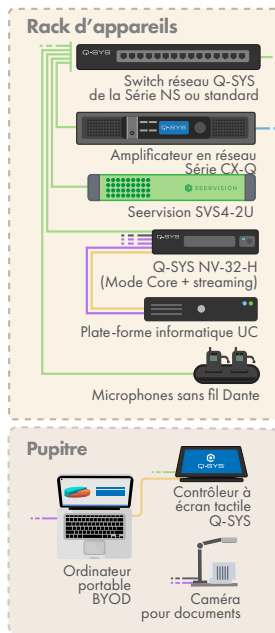 Rack d'appareils
Q-SYS
Switch réseau Q-SYS
de la Série NS ou standard
Q-SYS
Amplificateur en réseau
Série CX-Q
SEERVISION
Seervision SVS4-2U
Q-SYS
Q-SYS NV-32-H
(Mode Core + streaming)
Plate-forme informatique UC
Microphones sans fil Dante
Pupitre
Q-SYS
Contrôleur à
écran tactile
Q-SYS
Ordinateur
portable
BYOD
Caméra
pour documents